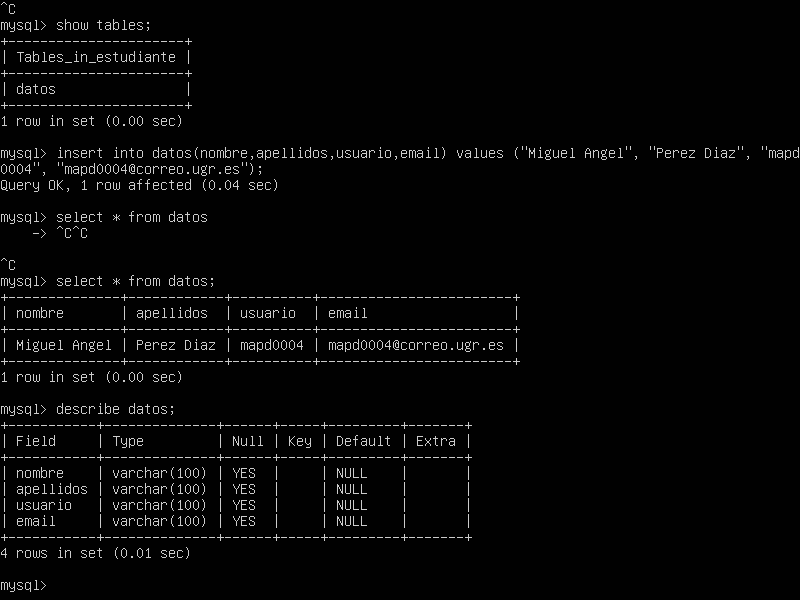 ^C
mysql> show tables;
+----------------------+
| Tables_in_estudiante |
+----------------------+
| datos                |
+----------------------+
1 row in set (0.00 sec)

mysql> insert into datos(nombre,apellidos,usuario,email) values ("Miguel Angel", "Perez Diaz", "mapd
0004", "mapd0004@correo.ugr.es");
Query OK, 1 row affected (0.04 sec)

mysql> select * from datos
    -> ^C^C

^C
mysql> select * from datos;
+--------------+------------+----------+------------------------+
| nombre       | apellidos  | usuario  | email                  |
+--------------+------------+----------+------------------------+
| Miguel Angel | Perez Diaz | mapd0004 | mapd0004@correo.ugr.es |
+--------------+------------+----------+------------------------+
1 row in set (0.00 sec)

mysql> describe datos;
+-----------+--------------+------+-----+---------+-------+
| Field     | Type         | Null | Key | Default | Extra |
+-----------+--------------+------+-----+---------+-------+
| nombre    | varchar(100) | YES  |     | NULL    |       |
| apellidos | varchar(100) | YES  |     | NULL    |       |
| usuario   | varchar(100) | YES  |     | NULL    |       |
| email     | varchar(100) | YES  |     | NULL    |       |
+-----------+--------------+------+-----+---------+-------+
4 rows in set (0.01 sec)

mysql>